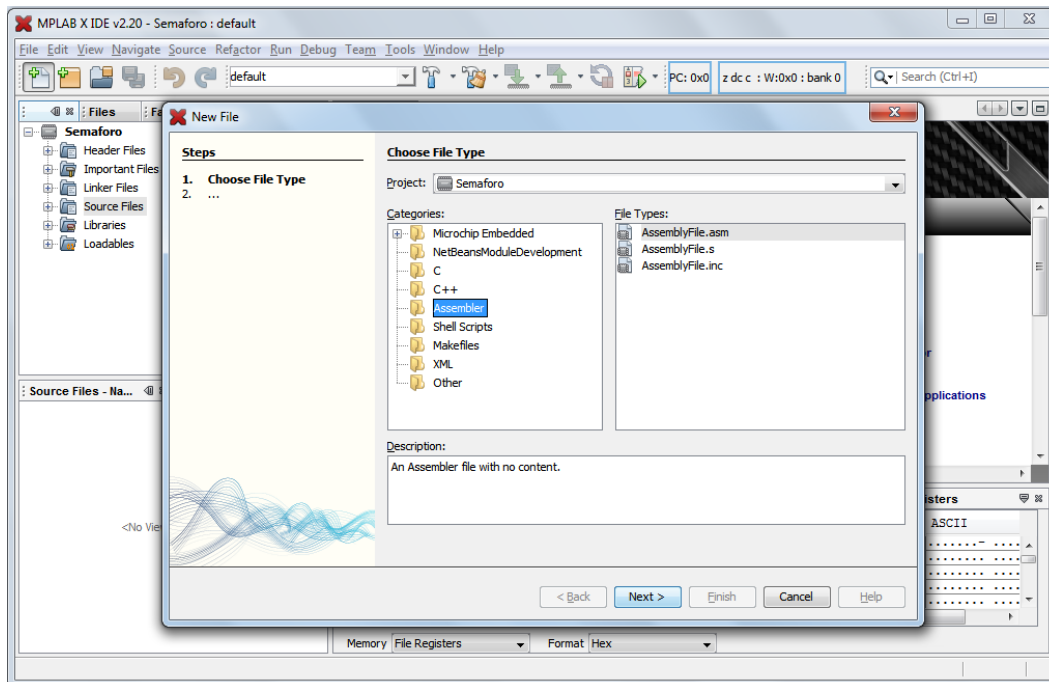 MPLAB X IDE v2.20 - Semaforo : default
File Edit View Navigate Source Refactor Run Debug Team Tools Window Help
default
PC: 0x0
z dc c : W:0x0 : bank 0
Search (Ctrl+I)
Files
Semaforo
Header Files
Important Files
Linker Files
Source Files
Libraries
Loadables
Source Files - Na...
<No Vie
New File
Steps
1. Choose File Type
2. ...
Choose File Type
Project: Semaforo
Categories:
Microchip Embedded
NetBeansModuleDevelopment
C
C++
Assembler
Shell Scripts
Makefiles
XML
Other
File Types:
AssemblyFile.asm
AssemblyFile.s
AssemblyFile.inc
Description:
An Assembler file with no content.
< Back Next > Finish Cancel Help
pplications
isters
ASCII
Memory File Registers Format Hex